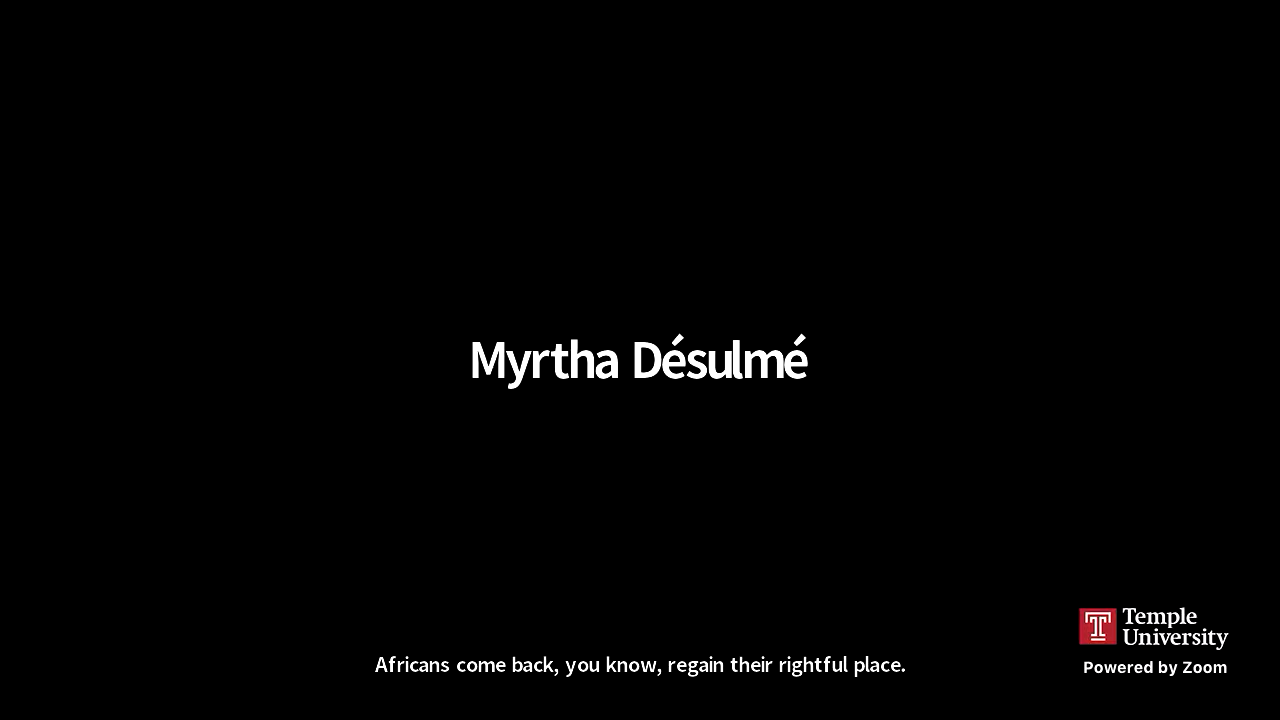 Myrtha Désulmé
Temple
University
Powered by Zoom
Africans come back, you know, regain their rightful place.